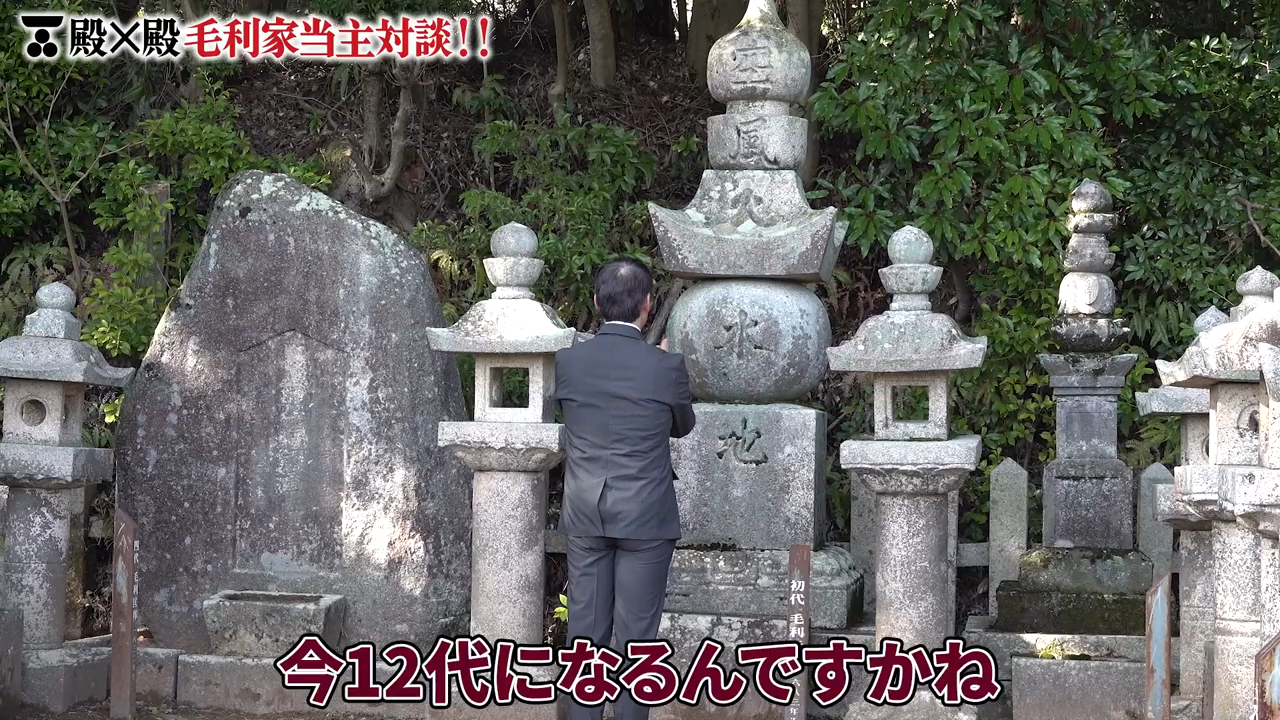 殿×殿 毛利家当主対談!!
空
風
火
水
地
初代 毛利
今12代になるんですかね